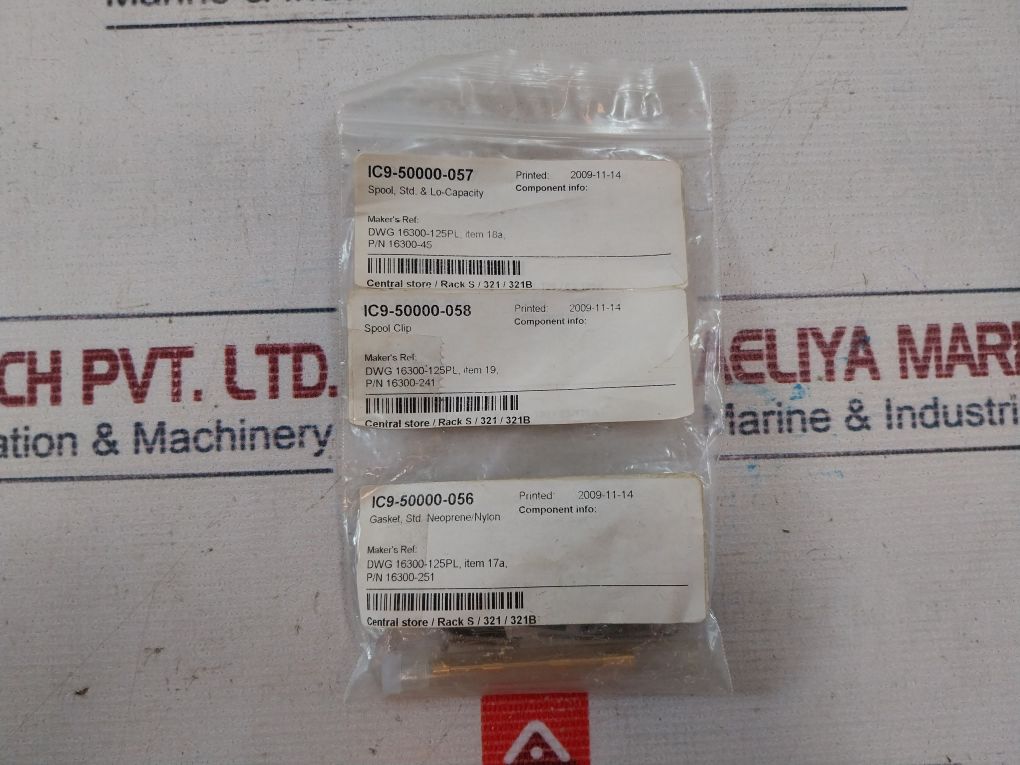 IC9-50000-057
Printed: 2009-11-14
Spool, Std. & Lo-Capacity
Component info:
Maker's Ref:
DWG 16300-125PL, item 18a,
P/N 16300-45
Central store / Rack S / 321 / 321B
IC9-50000-058
Printed: 2009-11-14
Spool Clip
Component info:
Maker's Ref:
DWG 16300-125PL, item 19,
P/N 16300-241
Central store / Rack S / 321 / 321B
IC9-50000-056
Printed: 2009-11-14
Gasket, Std. Neoprene/Nylon
Component info:
Maker's Ref:
DWG 16300-125PL, item 17a,
P/N 16300-251
Central store / Rack S / 321 / 321B
CH PVT. LTD.
ation & Machinery
AELIYA MARI
Marine & Industri